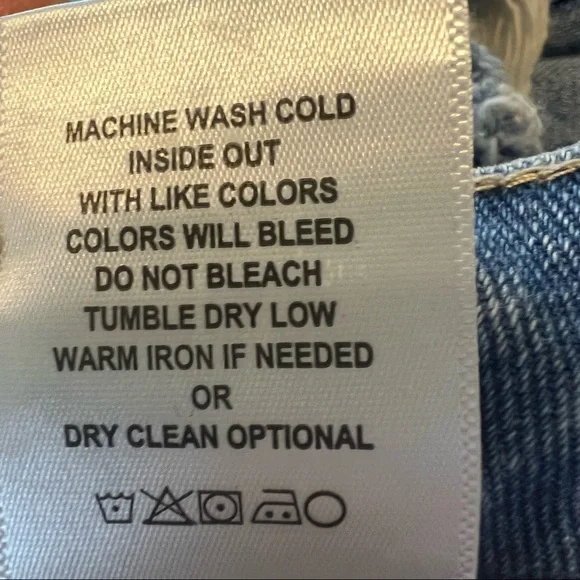 MACHINE WASH COLD
INSIDE OUT
WITH LIKE COLORS
COLORS WILL BLEED
DO NOT BLEACH
TUMBLE DRY LOW
WARM IRON IF NEEDED
OR
DRY CLEAN OPTIONAL